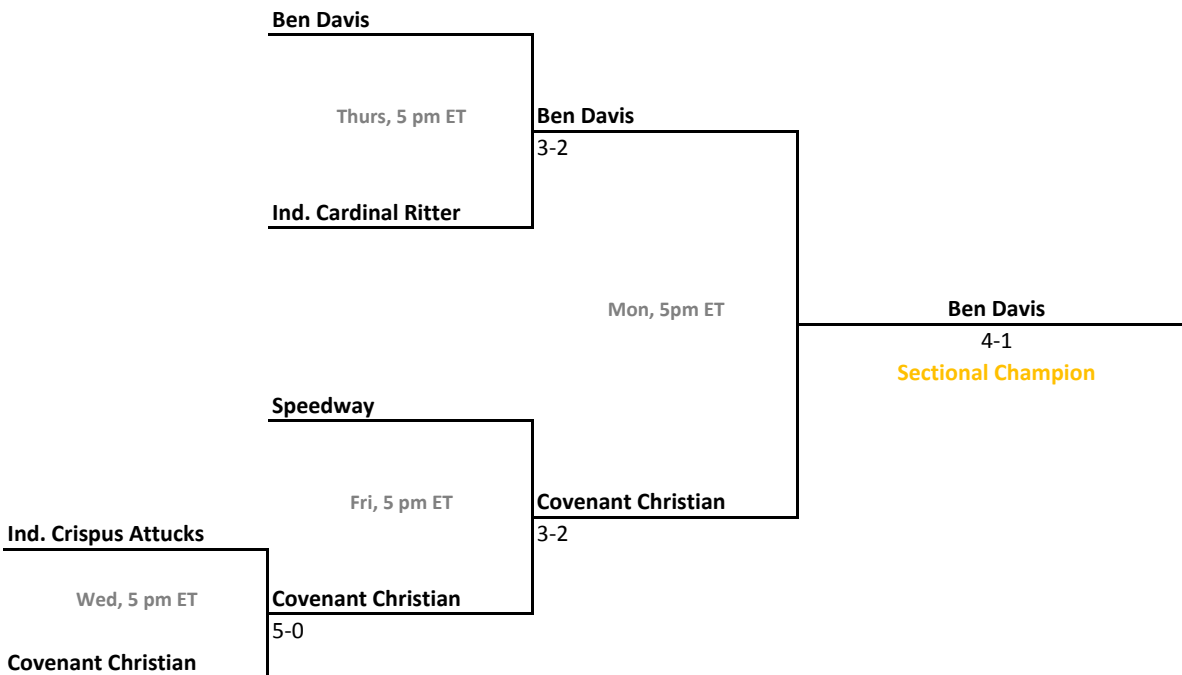 Ben Davis
Thurs, 5 pm ET
Ben Davis
3-2
Ind. Cardinal Ritter
Mon, 5pm ET
Ben Davis
4-1
Sectional Champion
Speedway
Fri, 5 pm ET
Covenant Christian
3-2
Ind. Crispus Attucks
Wed, 5 pm ET
Covenant Christian
5-0
Covenant Christian